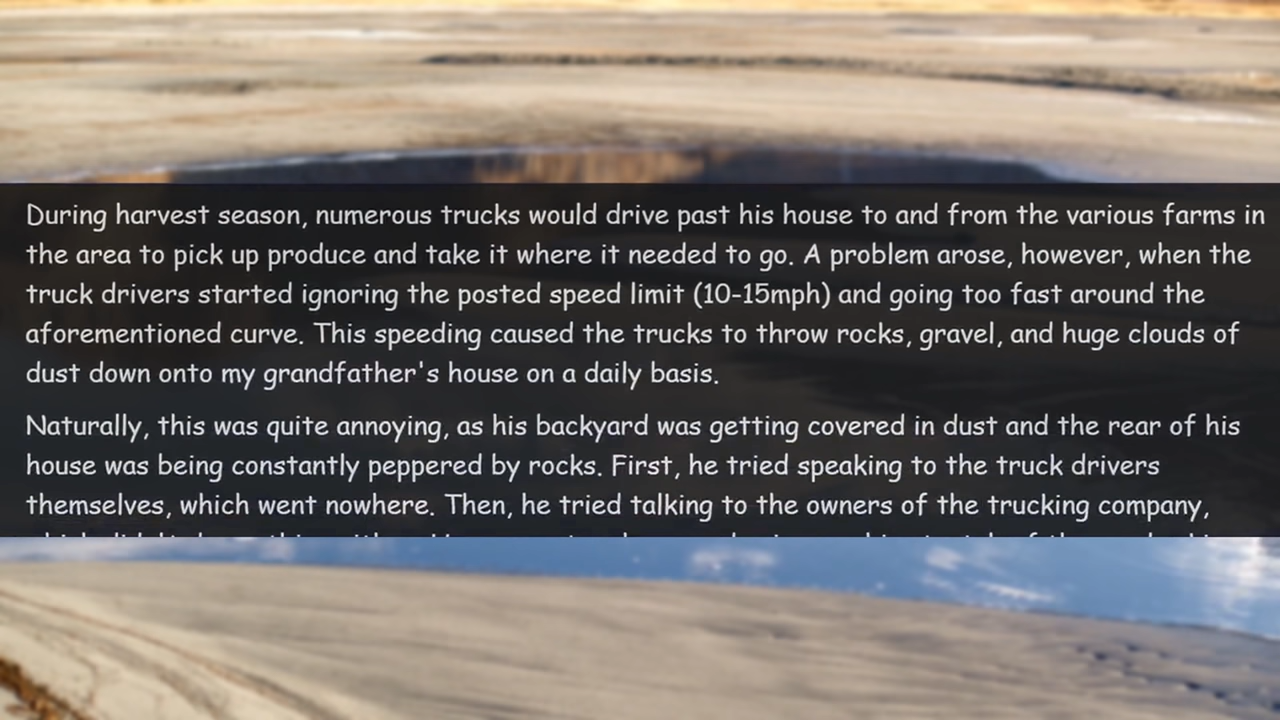 During harvest season, numerous trucks would drive past his house to and from the various farms in
the area to pick up produce and take it where it needed to go. A problem arose, however, when the
truck drivers started ignoring the posted speed limit (10-15mph) and going too fast around the
aforementioned curve. This speeding caused the trucks to throw rocks, gravel, and huge clouds of
dust down onto my grandfather's house on a daily basis.
Naturally, this was quite annoying, as his backyard was getting covered in dust and the rear of his
house was being constantly peppered by rocks. First, he tried speaking to the truck drivers
themselves, which went nowhere. Then, he tried talking to the owners of the trucking company,